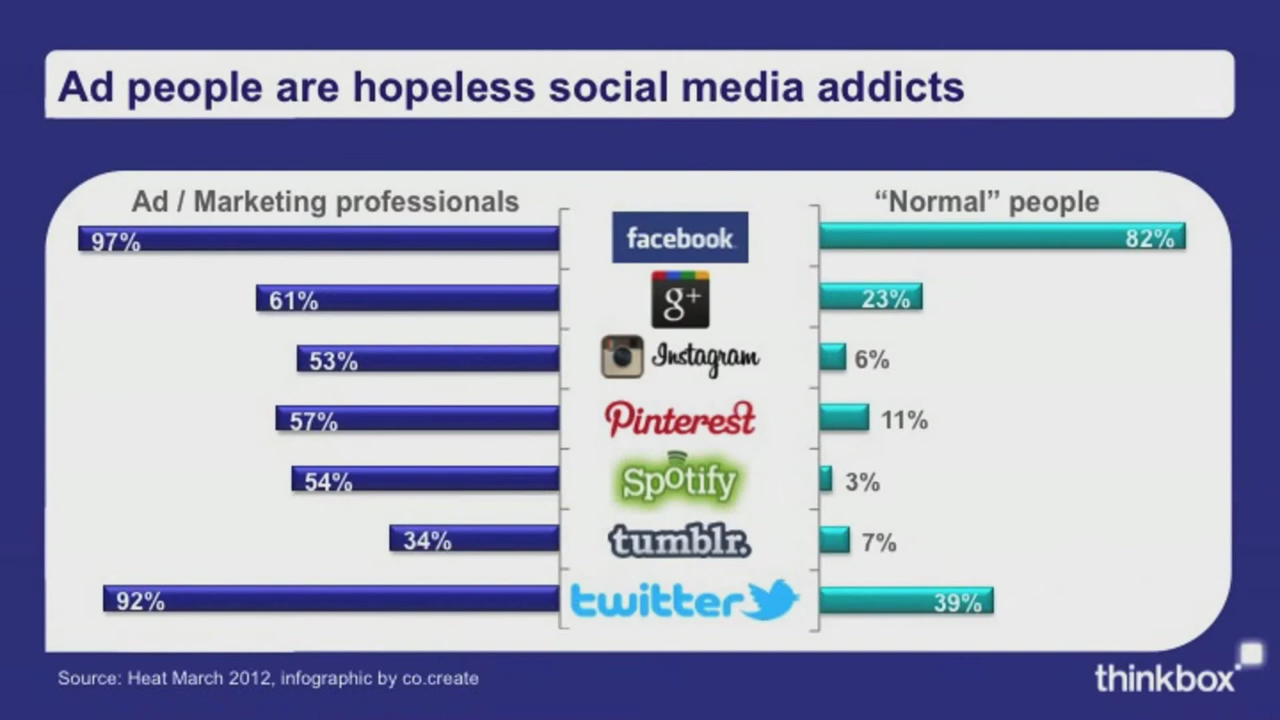 Ad people are hopeless social media addicts
Ad / Marketing professionals
“Normal” people
97% facebook 82%
61% g+ 23%
53% Instagram 6%
57% Pinterest 11%
54% Spotify 3%
34% tumblr. 7%
92% twitter 39%
Source: Heat March 2012, infographic by co.create
thinkbox